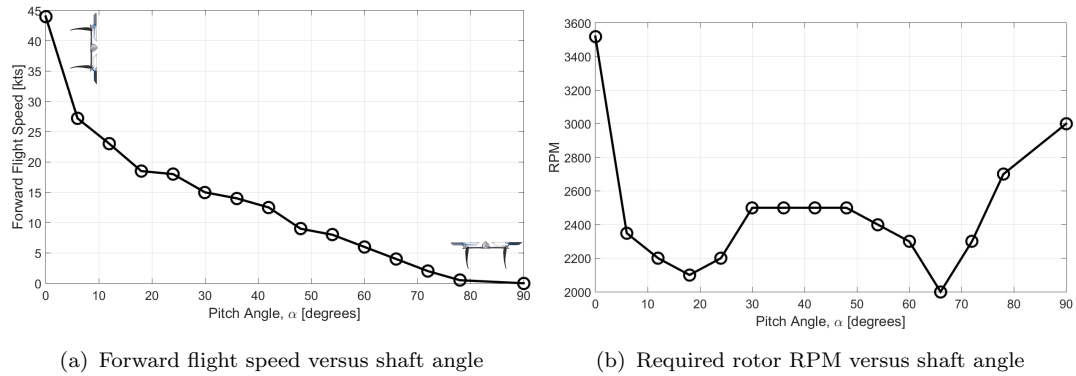 45
40
35
30
25
20
15
10
5
0
Forward Flight Speed [kts]
0 10 20 30 40 50 60 70 80 90
Pitch Angle, α [degrees]
(a) Forward flight speed versus shaft angle
3600
3400
3200
3000
2800
2600
2400
2200
2000
RPM
0 10 20 30 40 50 60 70 80 90
Pitch Angle, α [degrees]
(b) Required rotor RPM versus shaft angle